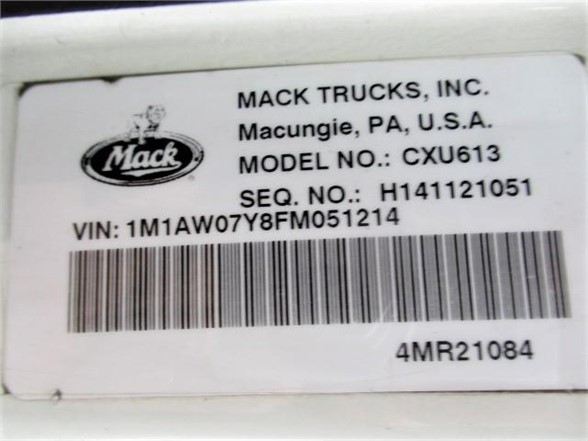 Mack
MACK TRUCKS, INC.
Macungie, PA, U.S.A.
MODEL NO.: CXU613
SEQ. NO.: H141121051
VIN: 1M1AW07Y8FM051214
4MR21084